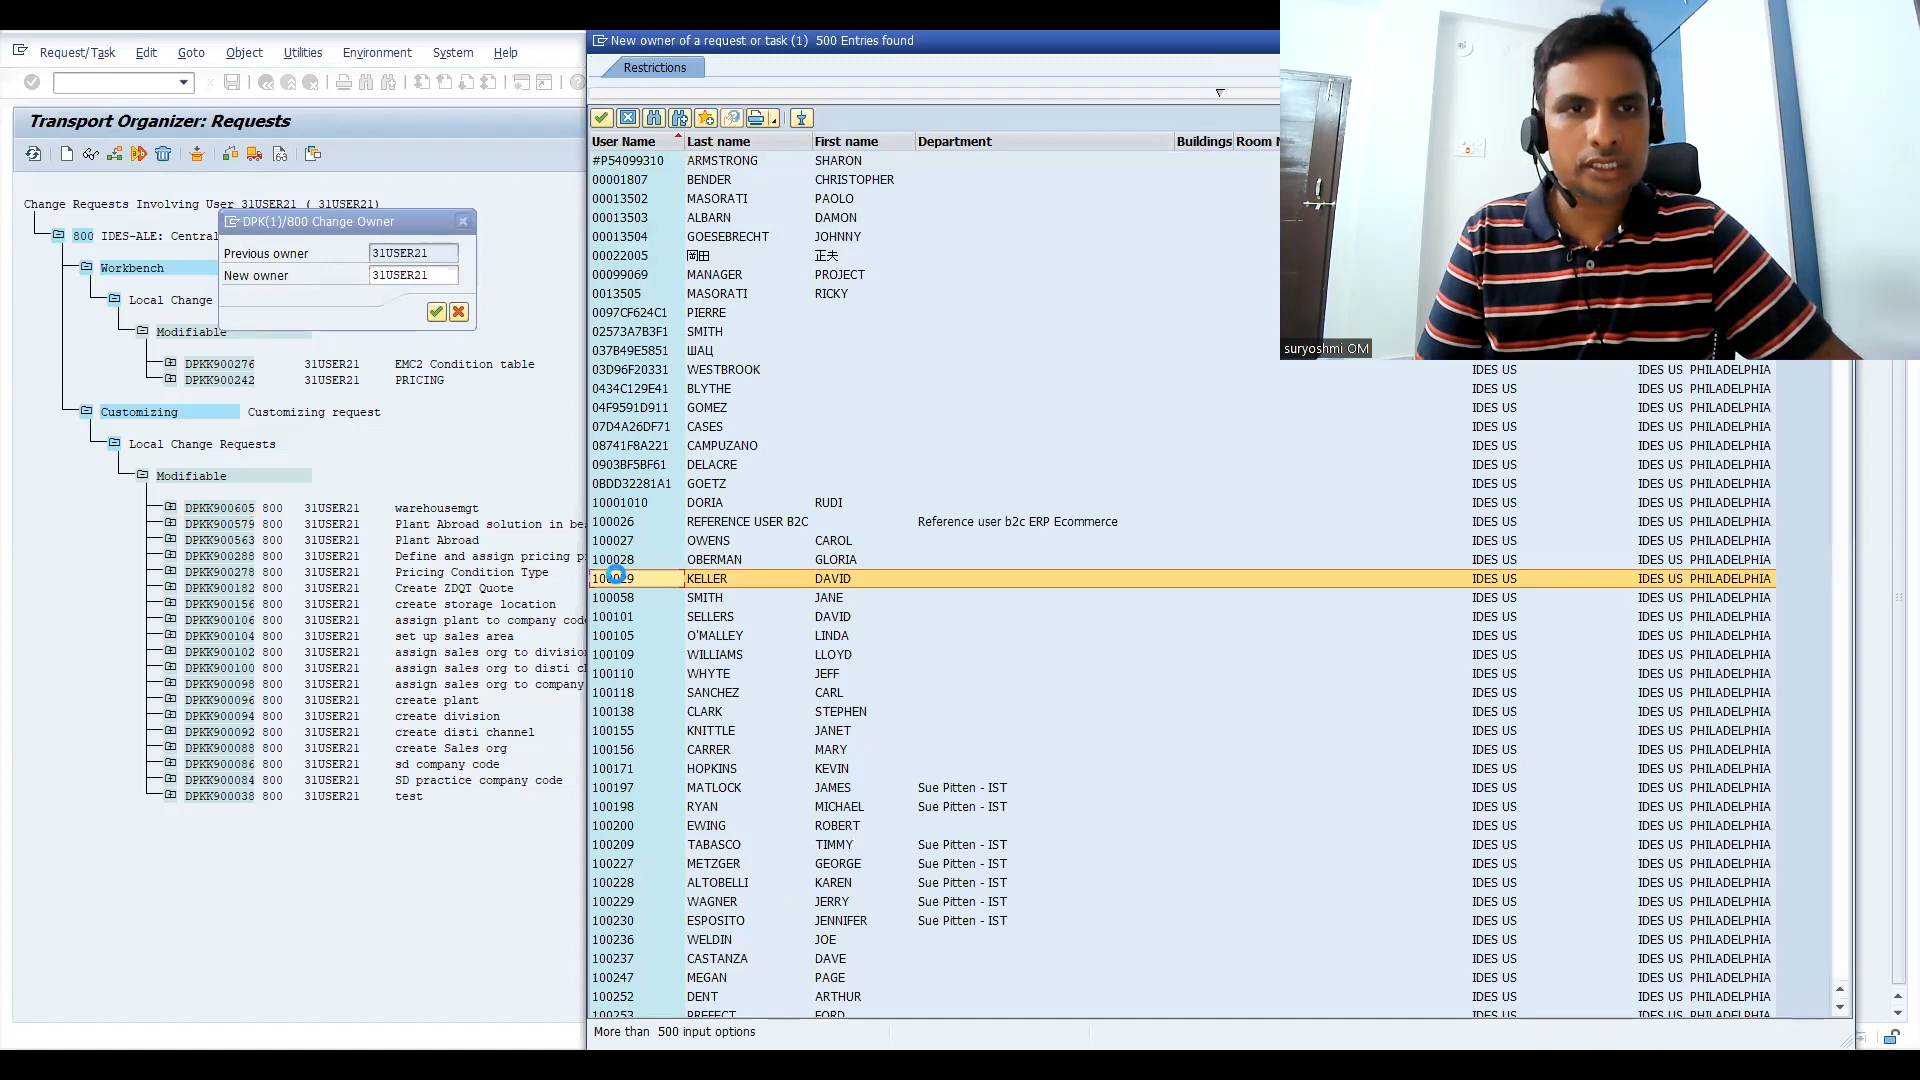 Request/Task Edit Goto Object Utilities Environment System Help
Transport Organizer: Requests
Change Requests Involving User 31USER21 ( 31USER21)
800 IDES-ALE: Central
Workbench
Local Change
Modifiable
DPKK900276 31USER21 EMC2 Condition table
DPKK900242 31USER21 PRICING
Customizing Customizing request
Local Change Requests
Modifiable
DPKK900605 800 31USER21 warehousemgt
DPKK900579 800 31USER21 Plant Abroad solution in be
DPKK900563 800 31USER21 Plant Abroad
DPKK900288 800 31USER21 Define and assign pricing p
DPKK900278 800 31USER21 Pricing Condition Type
DPKK900182 800 31USER21 Create ZDQT Quote
DPKK900156 800 31USER21 create storage location
DPKK900106 800 31USER21 assign plant to company cod
DPKK900104 800 31USER21 set up sales area
DPKK900102 800 31USER21 assign sales org to divisio
DPKK900100 800 31USER21 assign sales org to disti c
DPKK900098 800 31USER21 assign sales org to company
DPKK900096 800 31USER21 create plant
DPKK900094 800 31USER21 create division
DPKK900092 800 31USER21 create disti channel
DPKK900088 800 31USER21 create Sales org
DPKK900086 800 31USER21 sd company code
DPKK900084 800 31USER21 SD practice company code
DPKK900038 800 31USER21 test
DPK(1)/800 Change Owner
Previous owner 31USER21
New owner 31USER21
New owner of a request or task (1) 500 Entries found
Restrictions
User Name Last name First name Department Buildings Room N
#P54099310 ARMSTRONG SHARON
00001807 BENDER CHRISTOPHER
00013502 MASORATI PAOLO
00013503 ALBARN DAMON
00013504 GOESEBRECHT JOHNNY
00022005 岡田 正夫
00099069 MANAGER PROJECT
0013505 MASORATI RICKY
0097CF624C1 PIERRE
02573A7B3F1 SMITH
037B49E5851 ШАЦ
03D96F20331 WESTBROOK IDES US IDES US PHILADELPHIA
0434C129E41 BLYTHE IDES US IDES US PHILADELPHIA
04F9591D911 GOMEZ IDES US IDES US PHILADELPHIA
07D4A26DF71 CASES IDES US IDES US PHILADELPHIA
08741F8A221 CAMPUZANO IDES US IDES US PHILADELPHIA
0903BF5BF61 DELACRE IDES US IDES US PHILADELPHIA
0BDD32281A1 GOETZ IDES US IDES US PHILADELPHIA
10001010 DORIA RUDI IDES US IDES US PHILADELPHIA
100026 REFERENCE USER B2C Reference user b2c ERP Ecommerce IDES US IDES US PHILADELPHIA
100027 OWENS CAROL IDES US IDES US PHILADELPHIA
100028 OBERMAN GLORIA IDES US IDES US PHILADELPHIA
KELLER DAVID IDES US IDES US PHILADELPHIA
100058 SMITH JANE IDES US IDES US PHILADELPHIA
100101 SELLERS DAVID IDES US IDES US PHILADELPHIA
100105 O'MALLEY LINDA IDES US IDES US PHILADELPHIA
100109 WILLIAMS LLOYD IDES US IDES US PHILADELPHIA
100110 WHYTE JEFF IDES US IDES US PHILADELPHIA
100118 SANCHEZ CARL IDES US IDES US PHILADELPHIA
100138 CLARK STEPHEN IDES US IDES US PHILADELPHIA
100155 KNITTLE JANET IDES US IDES US PHILADELPHIA
100156 CARRER MARY IDES US IDES US PHILADELPHIA
100171 HOPKINS KEVIN IDES US IDES US PHILADELPHIA
100197 MATLOCK JAMES Sue Pitten - IST IDES US IDES US PHILADELPHIA
100198 RYAN MICHAEL Sue Pitten - IST IDES US IDES US PHILADELPHIA
100200 EWING ROBERT IDES US IDES US PHILADELPHIA
100209 TABASCO TIMMY Sue Pitten - IST IDES US IDES US PHILADELPHIA
100227 METZGER GEORGE Sue Pitten - IST IDES US IDES US PHILADELPHIA
100228 ALTOBELLI KAREN Sue Pitten - IST IDES US IDES US PHILADELPHIA
100229 WAGNER JERRY Sue Pitten - IST IDES US IDES US PHILADELPHIA
100230 ESPOSITO JENNIFER Sue Pitten - IST IDES US IDES US PHILADELPHIA
100236 WELDIN JOE IDES US IDES US PHILADELPHIA
100237 CASTANZA DAVE IDES US IDES US PHILADELPHIA
100247 MEGAN PAGE IDES US IDES US PHILADELPHIA
100252 DENT ARTHUR IDES US IDES US PHILADELPHIA
100253 PREFECT FORD IDES US IDES US PHILADELPHIA
More than 500 input options
suryoshmi OM